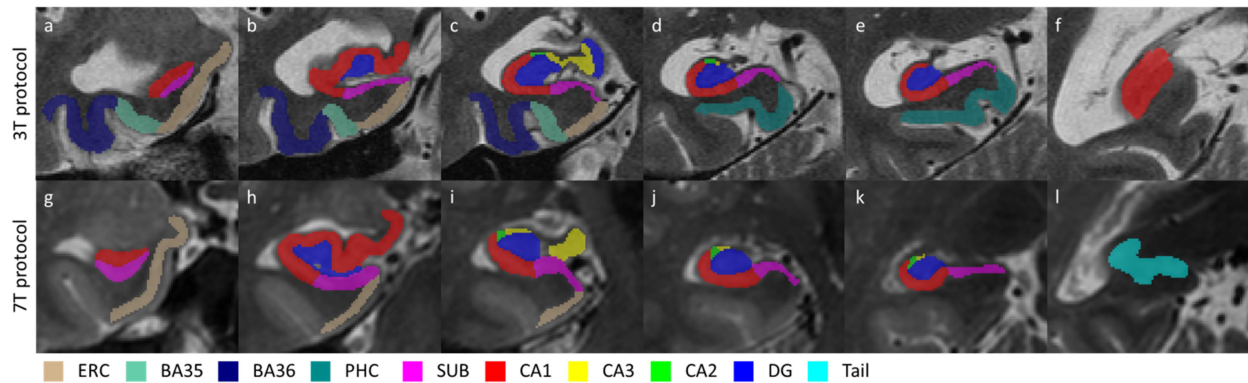 3T protocol
a b c d e f
7T protocol
g h i j k l
ERC BA35 BA36 PHC SUB CA1 CA3 CA2 DG Tail